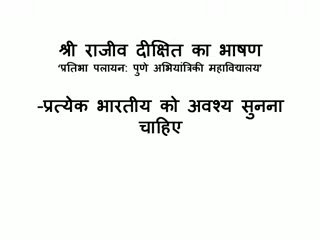 श्री राजीव दीक्षित का भाषण
'प्रतिभा पलायन: पुणे अभियांत्रिकी महाविद्यालय'
-प्रत्येक भारतीय को अवश्य सुनना
चाहिए